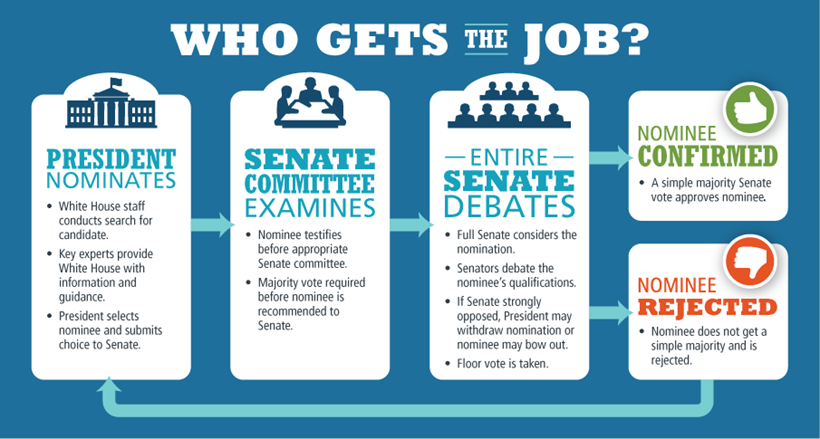 WHO GETS THE JOB?
PRESIDENT
NOMINATES
• White House staff
conducts search for
candidate.
• Key experts provide
White House with
information and
guidance.
• President selects
nominee and submits
choice to Senate.
SENATE
COMMITTEE
EXAMINES
• Nominee testifies
before appropriate
Senate committee.
• Majority vote required
before nominee is
recommended to
Senate.
— ENTIRE —
SENATE
DEBATES
• Full Senate considers the
nomination.
• Senators debate the
nominee's qualifications.
• If Senate strongly
opposed, President may
withdraw nomination or
nominee may bow out.
• Floor vote is taken.
NOMINEE
CONFIRMED
• A simple majority Senate
vote approves nominee.
NOMINEE
REJECTED
• Nominee does not get a
simple majority and is
rejected.